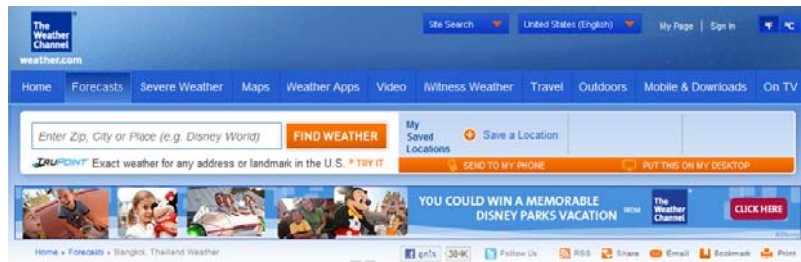 The
Weather
Channel
weather.com
Site Search
United States (English)
My Page | Sign In
°F °C
Home Forecasts Severe Weather Maps Weather Apps Video iWitness Weather Travel Outdoors Mobile & Downloads On TV
Enter Zip, City or Place (e.g. Disney World)
FIND WEATHER
My
Saved
Locations
Save a Location
TRUPOINT Exact weather for any address or landmark in the U.S. TRY IT
SEND TO MY PHONE
PUT THIS ON MY DESKTOP
YOU COULD WIN A MEMORABLE
DISNEY PARKS VACATION
FROM
The
Weather
Channel
CLICK HERE
Home Forecasts Bangkok, Thailand Weather
384K
Follow Us
RSS
Share
Email
Bookmark
Print